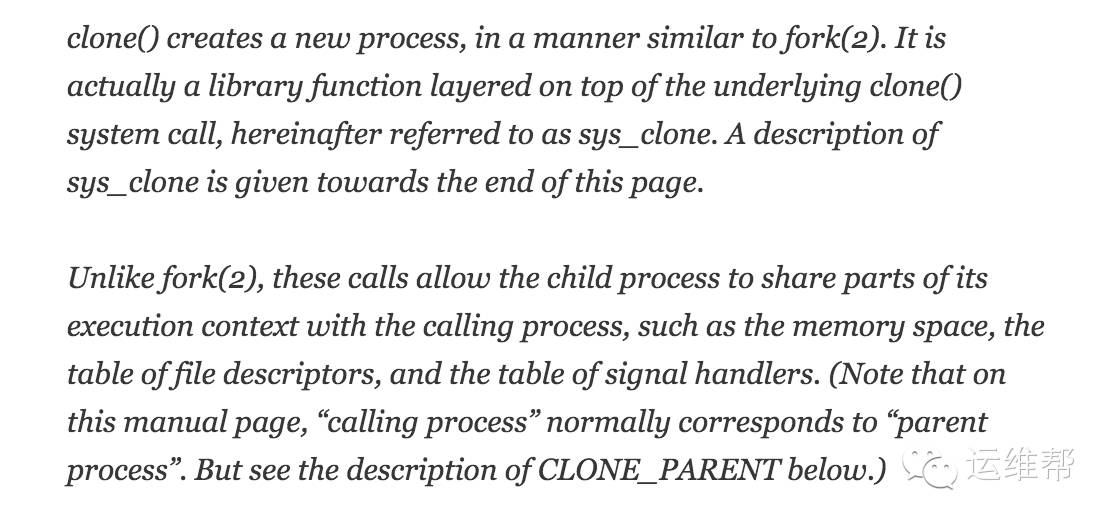 clone() creates a new process, in a manner similar to fork(2). It is
actually a library function layered on top of the underlying clone()
system call, hereinafter referred to as sys_clone. A description of
sys_clone is given towards the end of this page.
Unlike fork(2), these calls allow the child process to share parts of its
execution context with the calling process, such as the memory space, the
table of file descriptors, and the table of signal handlers. (Note that on
this manual page, “calling process” normally corresponds to “parent
process”. But see the description of CLONE_PARENT below.)
运维帮